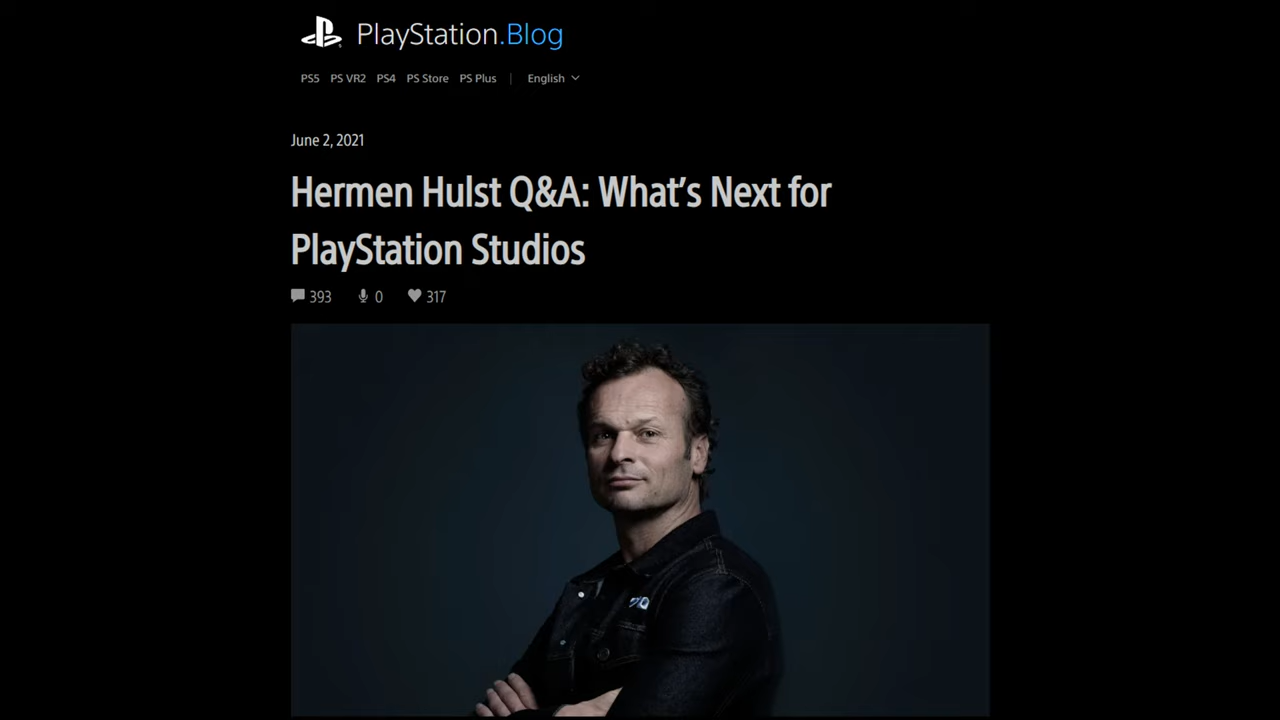 PlayStation.Blog
PS5 PS VR2 PS4 PS Store PS Plus | English
June 2, 2021
Hermen Hulst Q&A: What's Next for
PlayStation Studios
393 0 317